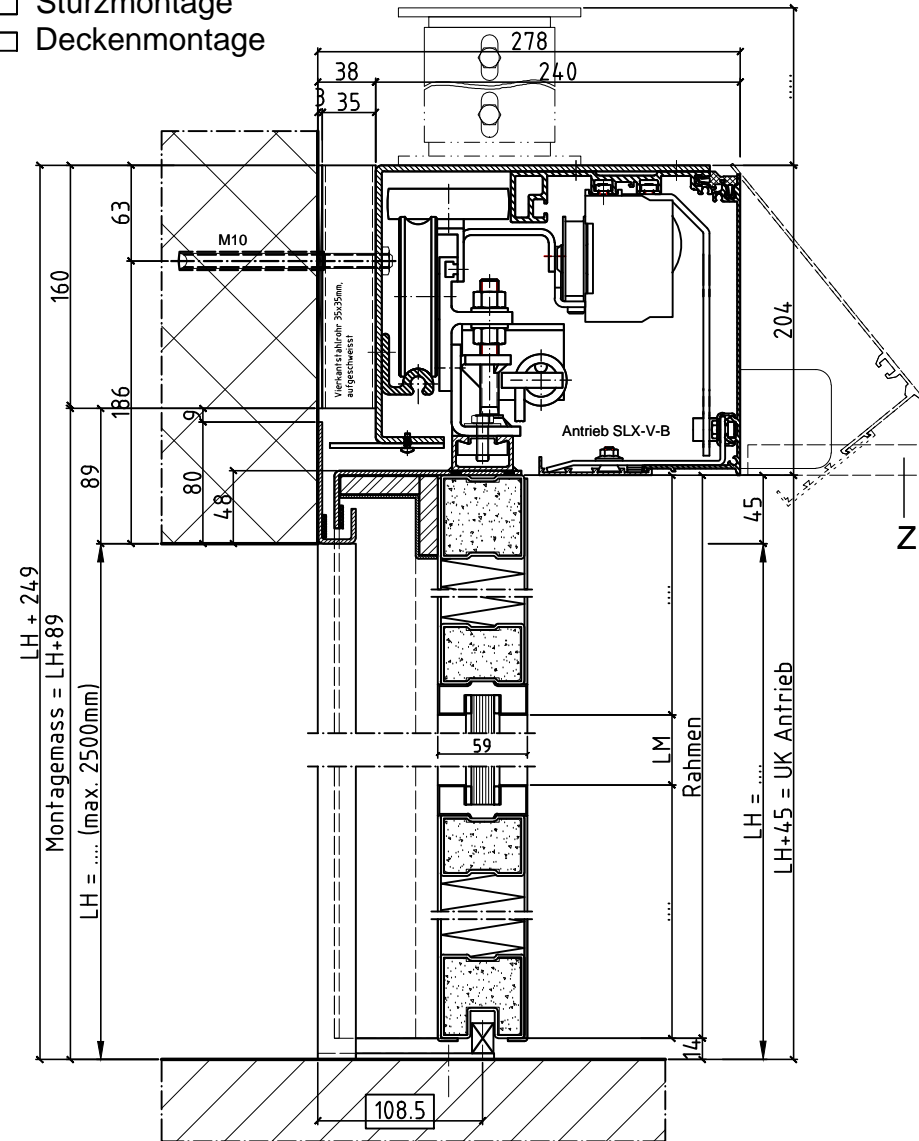 Sturzmontage
Deckenmontage
278
38
240
3
35
....
63
M10
160
Vierkantstahlrohr 35x35mm,
aufgeschweisst
204
186
9
Antrieb SLX-V-B
89
80
48
45
Z
LH + 249
Montagemass = LH+89
LH = .... (max. 2500mm)
....
59
LM
Rahmen
LH = ....
LH+45 = UK Antrieb
....
14
108.5